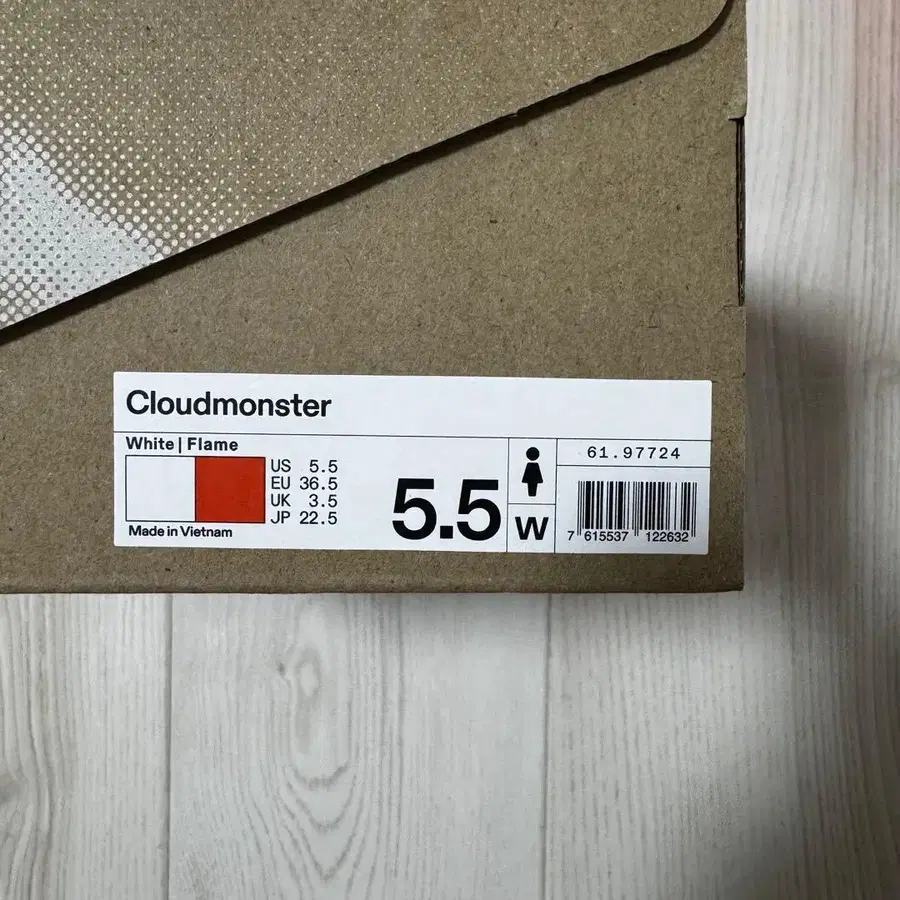 Cloudmonster
White | Flame
US 5.5
EU 36.5
UK 3.5
JP 22.5
Made in Vietnam
5.5
W
61.97724
7 615537 122632